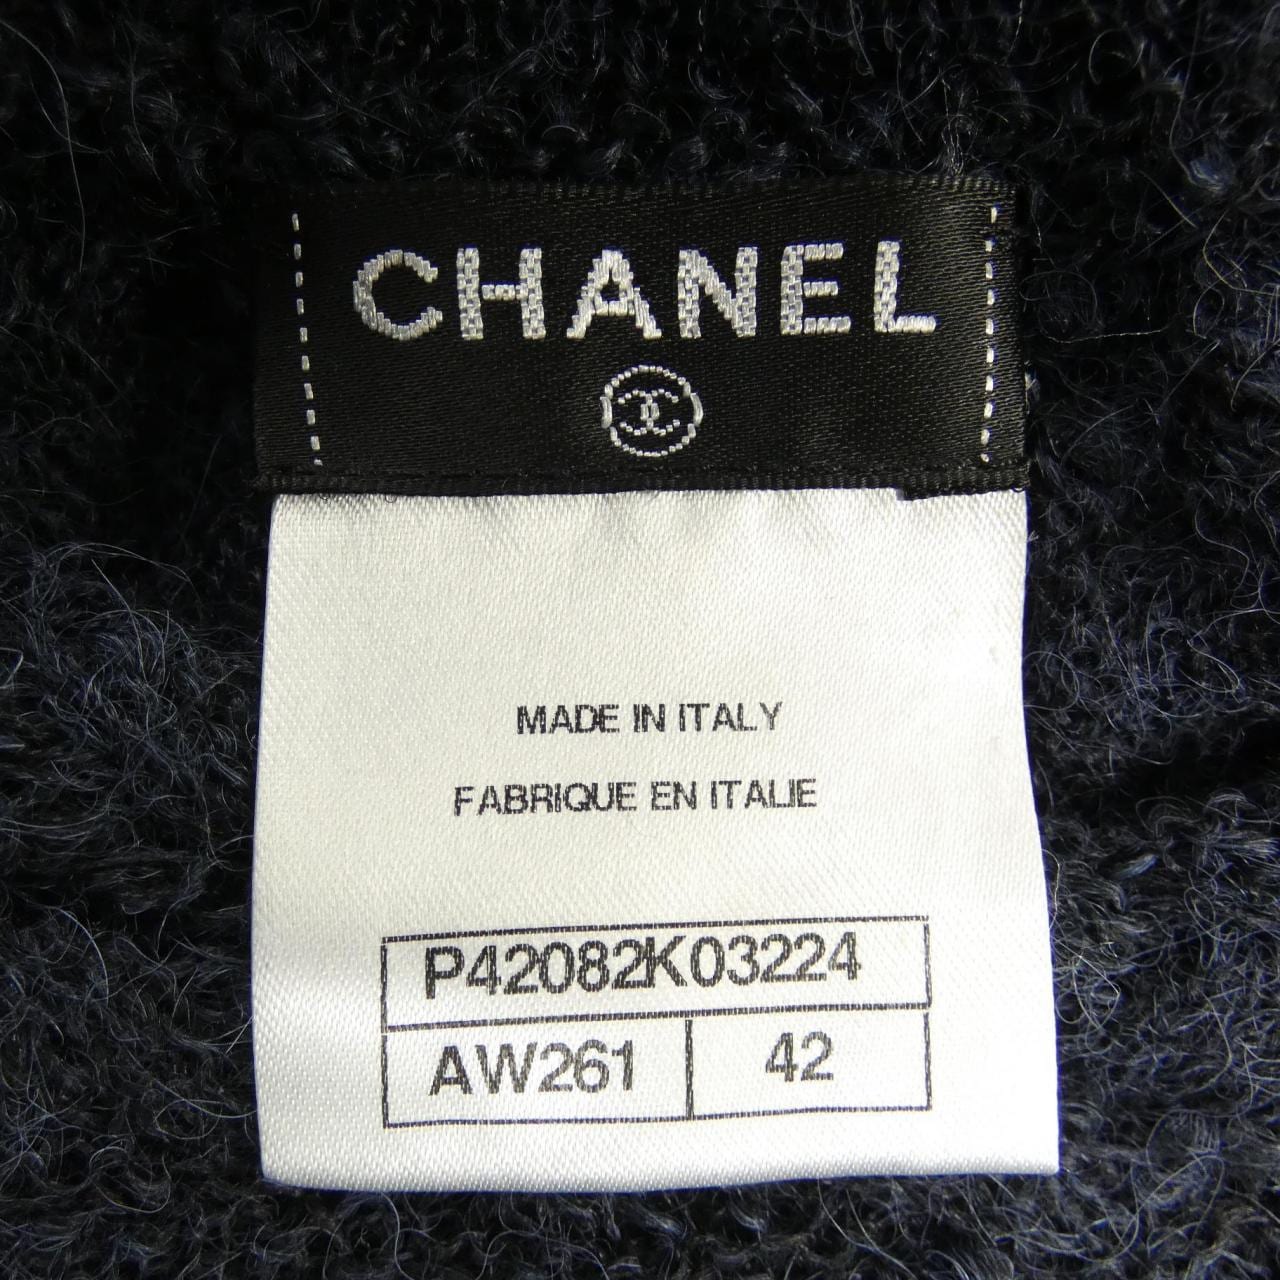 CHANEL
MADE IN ITALY
FABRIQUE EN ITALIE
P42082K03224
AW261 42